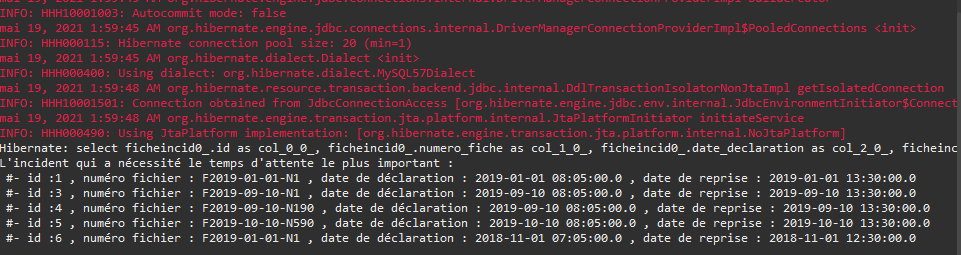 INFO: HHH10001003: Autocommit mode: false
mai 19, 2021 1:59:45 AM org.hibernate.engine.jdbc.connections.internal.DriverManagerConnectionProviderImpl$PooledConnections <init>
INFO: HHH000115: Hibernate connection pool size: 20 (min=1)
mai 19, 2021 1:59:45 AM org.hibernate.dialect.Dialect <init>
INFO: HHH000400: Using dialect: org.hibernate.dialect.MySQL57Dialect
mai 19, 2021 1:59:48 AM org.hibernate.resource.transaction.backend.jdbc.internal.DdlTransactionIsolatorNonJtaImpl getIsolatedConnection
INFO: HHH10001501: Connection obtained from JdbcConnectionAccess [org.hibernate.engine.jdbc.env.internal.JdbcEnvironmentInitiator$Connect
mai 19, 2021 1:59:48 AM org.hibernate.engine.transaction.jta.platform.internal.JtaPlatformInitiator initiateService
INFO: HHH000490: Using JtaPlatform implementation: [org.hibernate.engine.transaction.jta.platform.internal.NoJtaPlatform]
Hibernate: select ficheincid0_.id as col_0_0_, ficheincid0_.numero_fiche as col_1_0_, ficheincid0_.date_declaration as col_2_0_, ficheinc
L'incident qui a nécessité le temps d'attente le plus important :
#- id :1 , numéro fichier : F2019-01-01-N1 , date de déclaration : 2019-01-01 08:05:00.0 , date de reprise : 2019-01-01 13:30:00.0
#- id :3 , numéro fichier : F2019-09-10-N1 , date de déclaration : 2019-09-10 08:05:00.0 , date de reprise : 2019-09-10 13:30:00.0
#- id :4 , numéro fichier : F2019-09-10-N190 , date de déclaration : 2019-09-10 08:05:00.0 , date de reprise : 2019-09-10 13:30:00.0
#- id :5 , numéro fichier : F2019-10-10-N590 , date de déclaration : 2019-10-10 08:05:00.0 , date de reprise : 2019-10-10 13:30:00.0
#- id :6 , numéro fichier : F2019-01-01-N1 , date de déclaration : 2018-11-01 07:05:00.0 , date de reprise : 2018-11-01 12:30:00.0